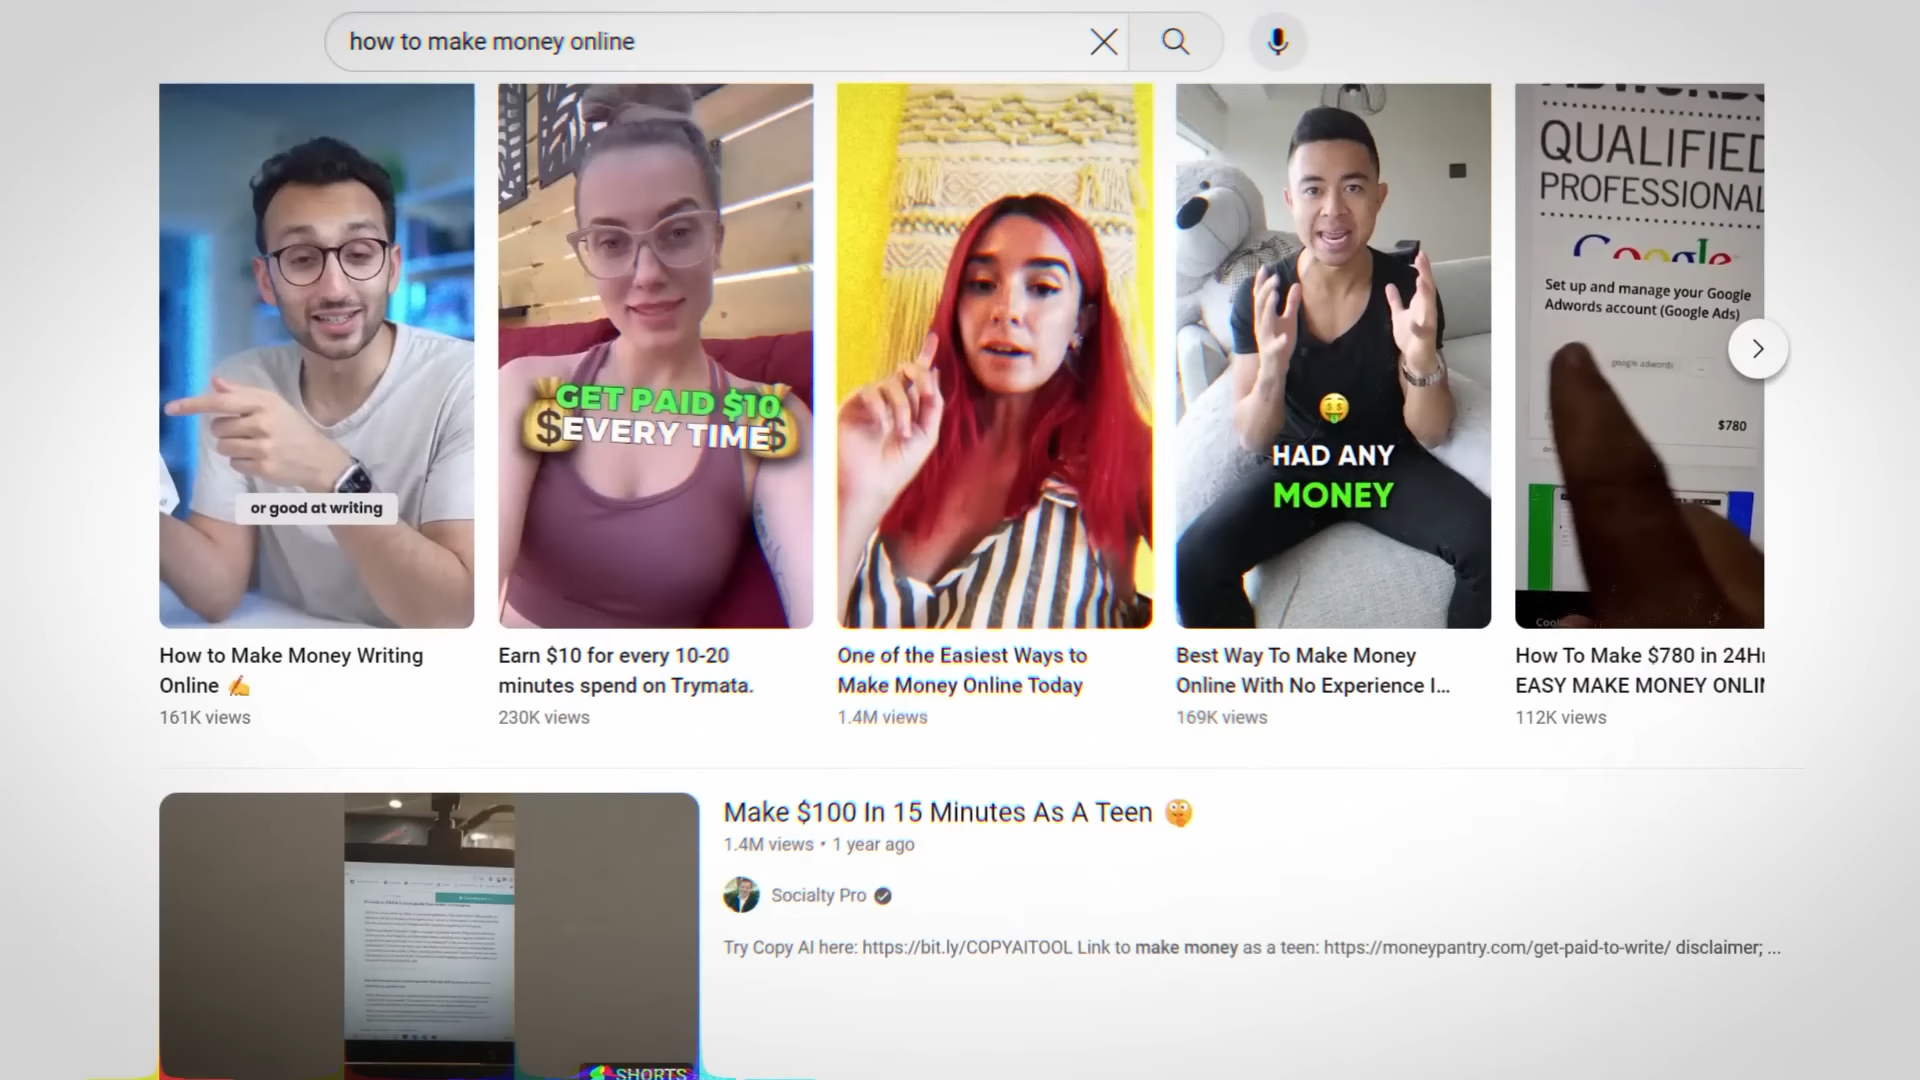 how to make money online
or good at writing
GET PAID $10
EVERY TIME
HAD ANY
MONEY
QUALIFIED
PROFESSIONAL
Google
Set up and manage your Google
Adwords account (Google Ads)
google adwords
$780
How to Make Money Writing
Online ✍️
161K views
Earn $10 for every 10-20
minutes spend on Trymata.
230K views
One of the Easiest Ways to
Make Money Online Today
1.4M views
Best Way To Make Money
Online With No Experience I...
169K views
How To Make $780 in 24H
EASY MAKE MONEY ONLI
112K views
Make $100 In 15 Minutes As A Teen 🤫
1.4M views • 1 year ago
Socialty Pro
Try Copy AI here: https://bit.ly/COPYAITOOL Link to make money as a teen: https://moneypantry.com/get-paid-to-write/ disclaimer; ...
SHORTS